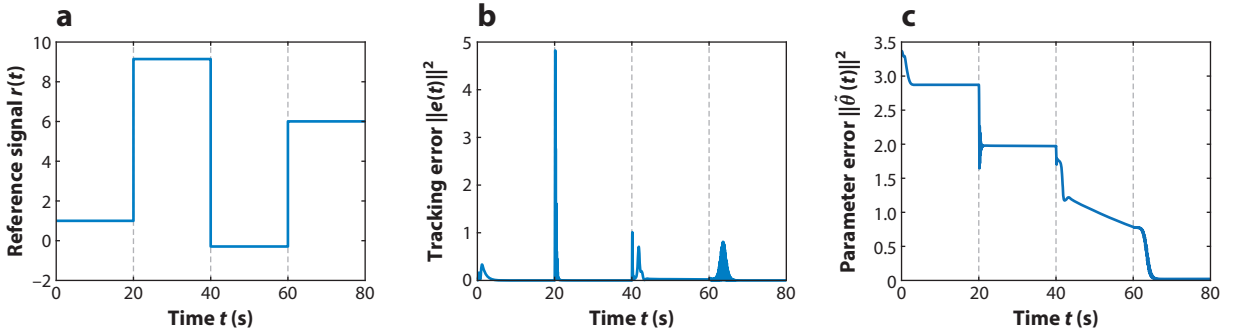 a
Reference signal r(t)
10
8
6
4
2
0
−2
0 20 40 60 80
Time t (s)
b
Tracking error ||e(t)||²
5
4
3
2
1
0
0 20 40 60 80
Time t (s)
c
Parameter error ||θ̃(t)||²
3.5
3.0
2.5
2.0
1.5
1.0
0.5
0
0 20 40 60 80
Time t (s)